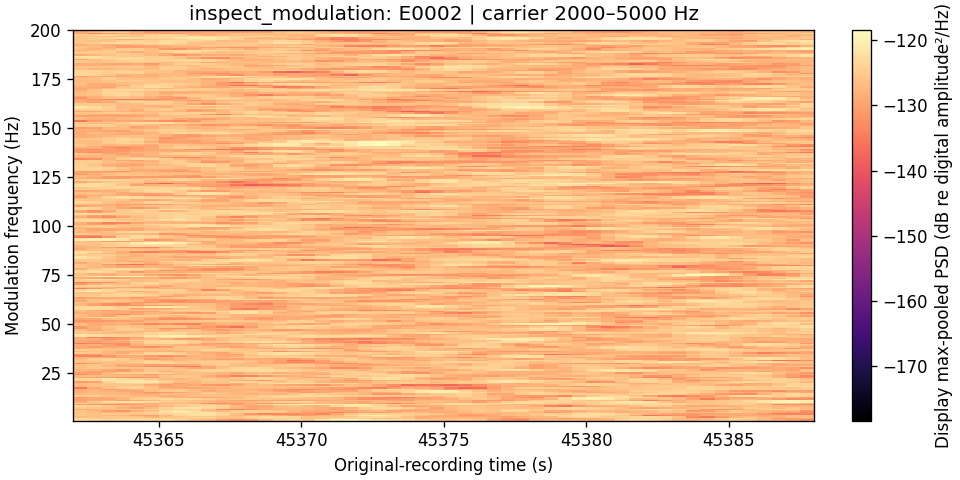 inspect_modulation: E0002 | carrier 2000–5000 Hz
200
175
150
125
100
75
50
25
Modulation frequency (Hz)
45365 45370 45375 45380 45385
Original-recording time (s)
−120
−130
−140
−150
−160
−170
Display max-pooled PSD (dB re digital amplitude²/Hz)